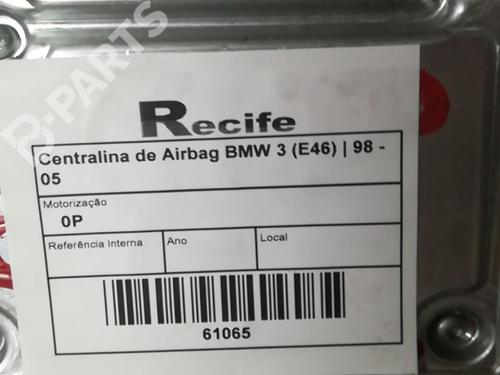 B-PARTS
Recife
Centralina de Airbag BMW 3 (E46) | 98 -
05
Motorização
0P
Referência Interna
Ano
Local
61065